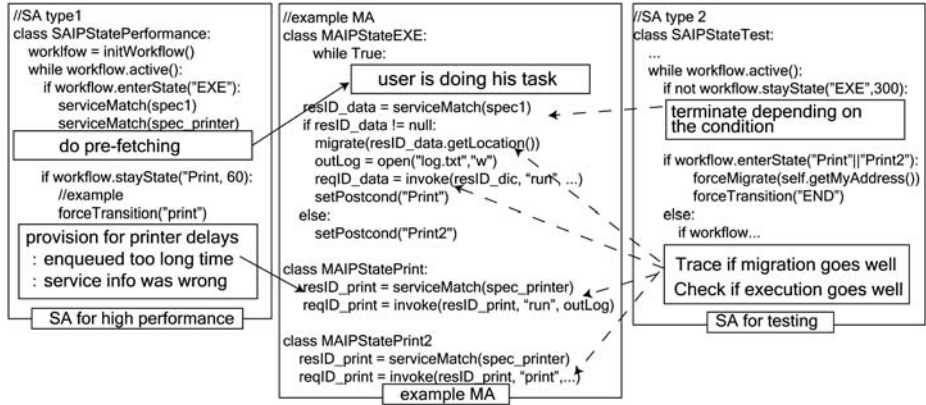 //SA type1
class SAIPStatePerformance:
worklfow = initWorkflow()
while workflow.active():
if workflow.enterState("EXE"):
serviceMatch(spec1)
serviceMatch(spec_printer)
do pre-fetching
if workflow.stayState("Print, 60):
//example
forceTransition("print")
provision for printer delays
: enqueued too long time
: service info was wrong
SA for high performance
//example MA
class MAIPStateEXE:
while True:
user is doing his task
resID_data = serviceMatch(spec1)
if resID_data != null:
migrate(resID_data.getLocation())
outLog = open("log.txt","w")
reqID_data = invoke(resID_dic, "run", ...)
setPostcond("Print")
else:
setPostcond("Print2")
class MAIPStatePrint:
resID_print = serviceMatch(spec_printer)
reqID_print = invoke(resID_print, "run", outLog)
class MAIPStatePrint2
resID_print = serviceMatch(spec_printer)
reqID_print = invoke(resID_print, "print",...)
example MA
//SA type 2
class SAIPStateTest:
...
while workflow.active():
if not workflow.stayState("EXE",300):
terminate depending on
the condition
if workflow.enterState("Print"||"Print2"):
forceMigrate(self.getMyAddress())
forceTransition("END")
else:
if workflow...
Trace if migration goes well
Check if execution goes well
SA for testing